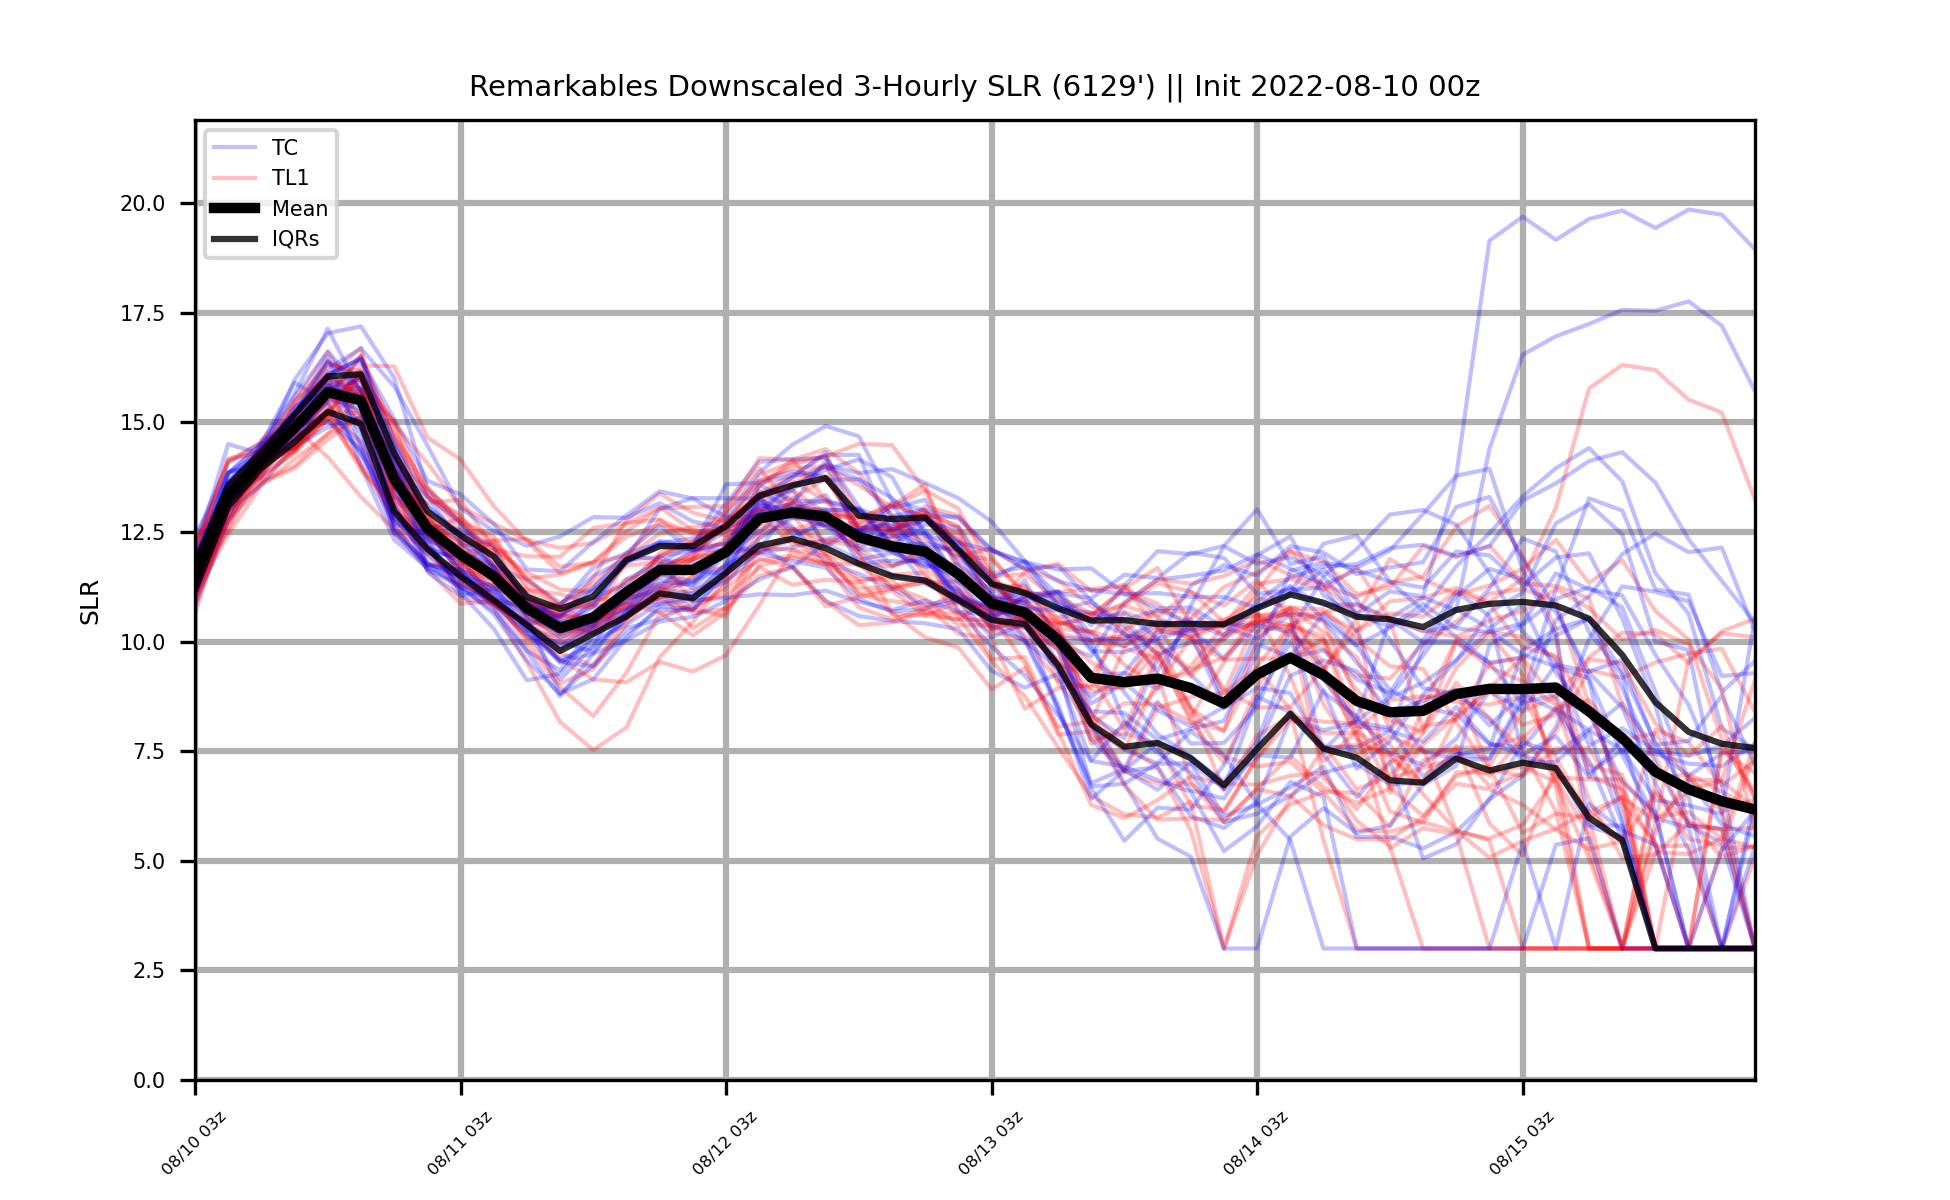 Remarkables Downscaled 3-Hourly SLR (6129') || Init 2022-08-10 00z
TC
TL1
Mean
IQRs
SLR
20.0
17.5
15.0
12.5
10.0
7.5
5.0
2.5
0.0
08/10 03z
08/11 03z
08/12 03z
08/13 03z
08/14 03z
08/15 03z